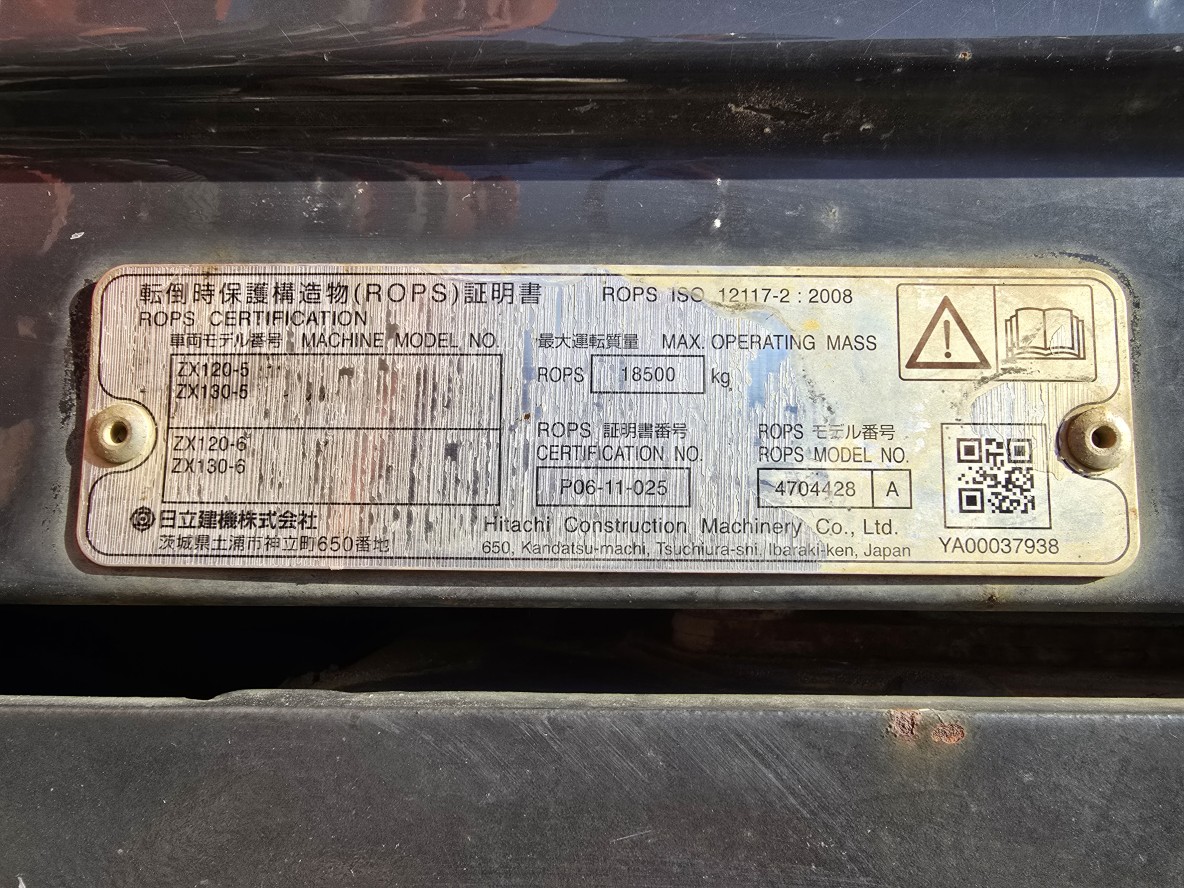 転倒時保護構造物(ROPS)証明書
ROPS CERTIFICATION
ROPS ISO 12117-2 : 2008
車両モデル番号 MACHINE MODEL NO.
ZX120-5
ZX130-5
ZX120-6
ZX130-6
最大運転質量 MAX. OPERATING MASS
ROPS 18500 kg
ROPS 証明書番号
CERTIFICATION NO.
P06-11-025
ROPS モデル番号
ROPS MODEL NO.
4704428 A
日立建機株式会社
茨城県土浦市神立町650番地
Hitachi Construction Machinery Co., Ltd.
650, Kandatsu-machi, Tsuchiura-shi, Ibaraki-ken, Japan
YA00037938